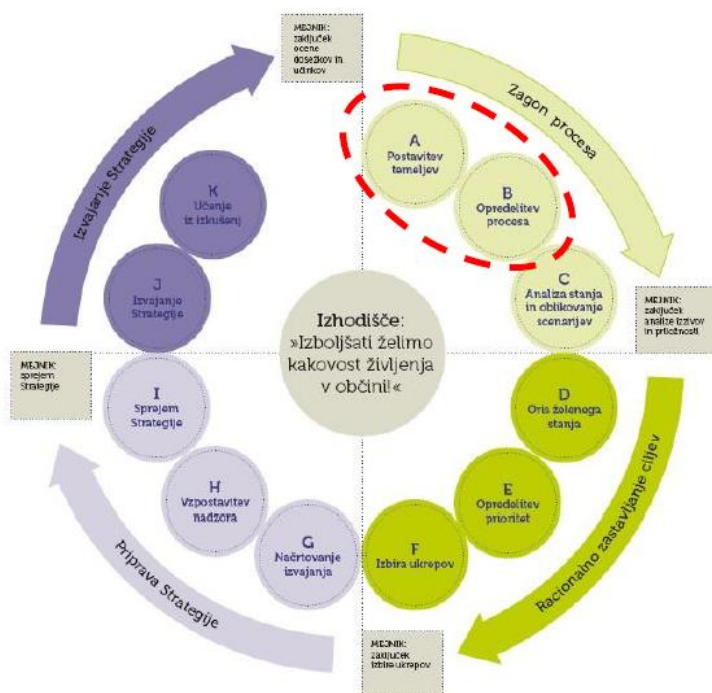 MEJNIK:
zaključek
ocene
dosežkov in
učinkov
Zagon procesa
A
Postavitev
temeljev
B
Opredelitev
procesa
C
Analiza stanja
in oblikovanje
scenarijev
MEJNIK:
zaključek
analize izzivov
in priložnosti
D
Oris želenega
stanja
E
Opredelitev
prioritet
F
Izbira ukrepov
Racionalno zastavljanje ciljev
MEJNIK:
zaključek
izbire ukrepov
G
Načrtovanje
izvajanja
H
Vzpostavitev
nadzora
I
Sprejem
Strategije
Priprava Strategije
MEJNIK:
sprejem
Strategije
J
Izvajanje
Strategije
K
Učenje
iz izkušenj
Izvajanje Strategije
Izhodišče:
»Izboljšati želimo
kakovost življenja
v občini!«